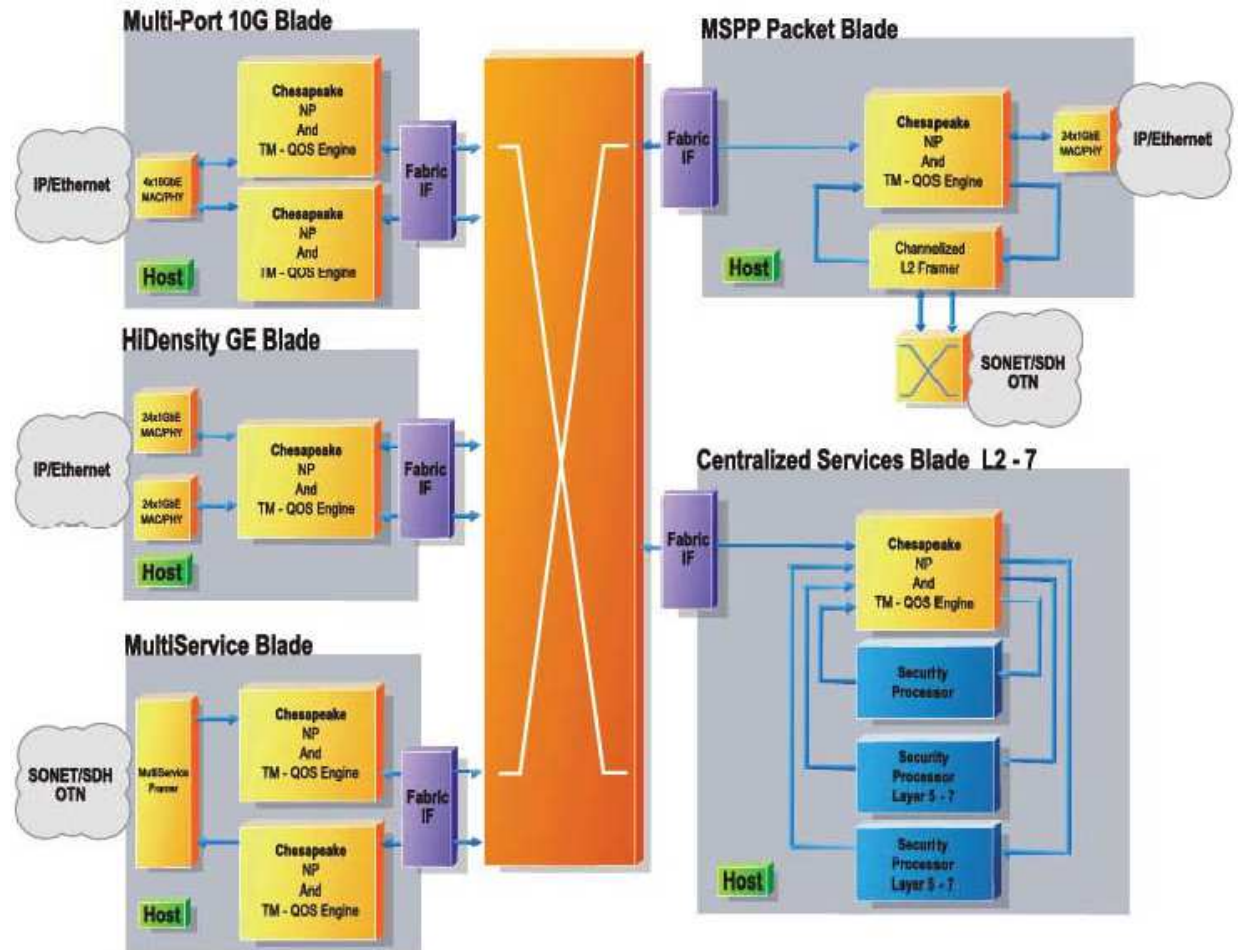 Multi-Port 10G Blade
IP/Ethernet
4x10GbE
MAC/PHY
Chesapeake
NP
And
TM - QOS Engine
Chesapeake
NP
And
TM - QOS Engine
Fabric
IF
Host
HiDensity GE Blade
IP/Ethernet
24x1GbE
MAC/PHY
24x1GbE
MAC/PHY
Chesapeake
NP
And
TM - QOS Engine
Fabric
IF
Host
MultiService Blade
SONET/SDH
OTN
MultiService
Framer
Chesapeake
NP
And
TM - QOS Engine
Chesapeake
NP
And
TM - QOS Engine
Fabric
IF
Host
MSPP Packet Blade
Fabric
IF
Chesapeake
NP
And
TM - QOS Engine
24x1GbE
MAC/PHY
IP/Ethernet
Channelized
L2 Framer
Host
SONET/SDH
OTN
Centralized Services Blade L2 - 7
Fabric
IF
Chesapeake
NP
And
TM - QOS Engine
Security
Processor
Security
Processor
Layer 5 - 7
Security
Processor
Layer 5 - 7
Host